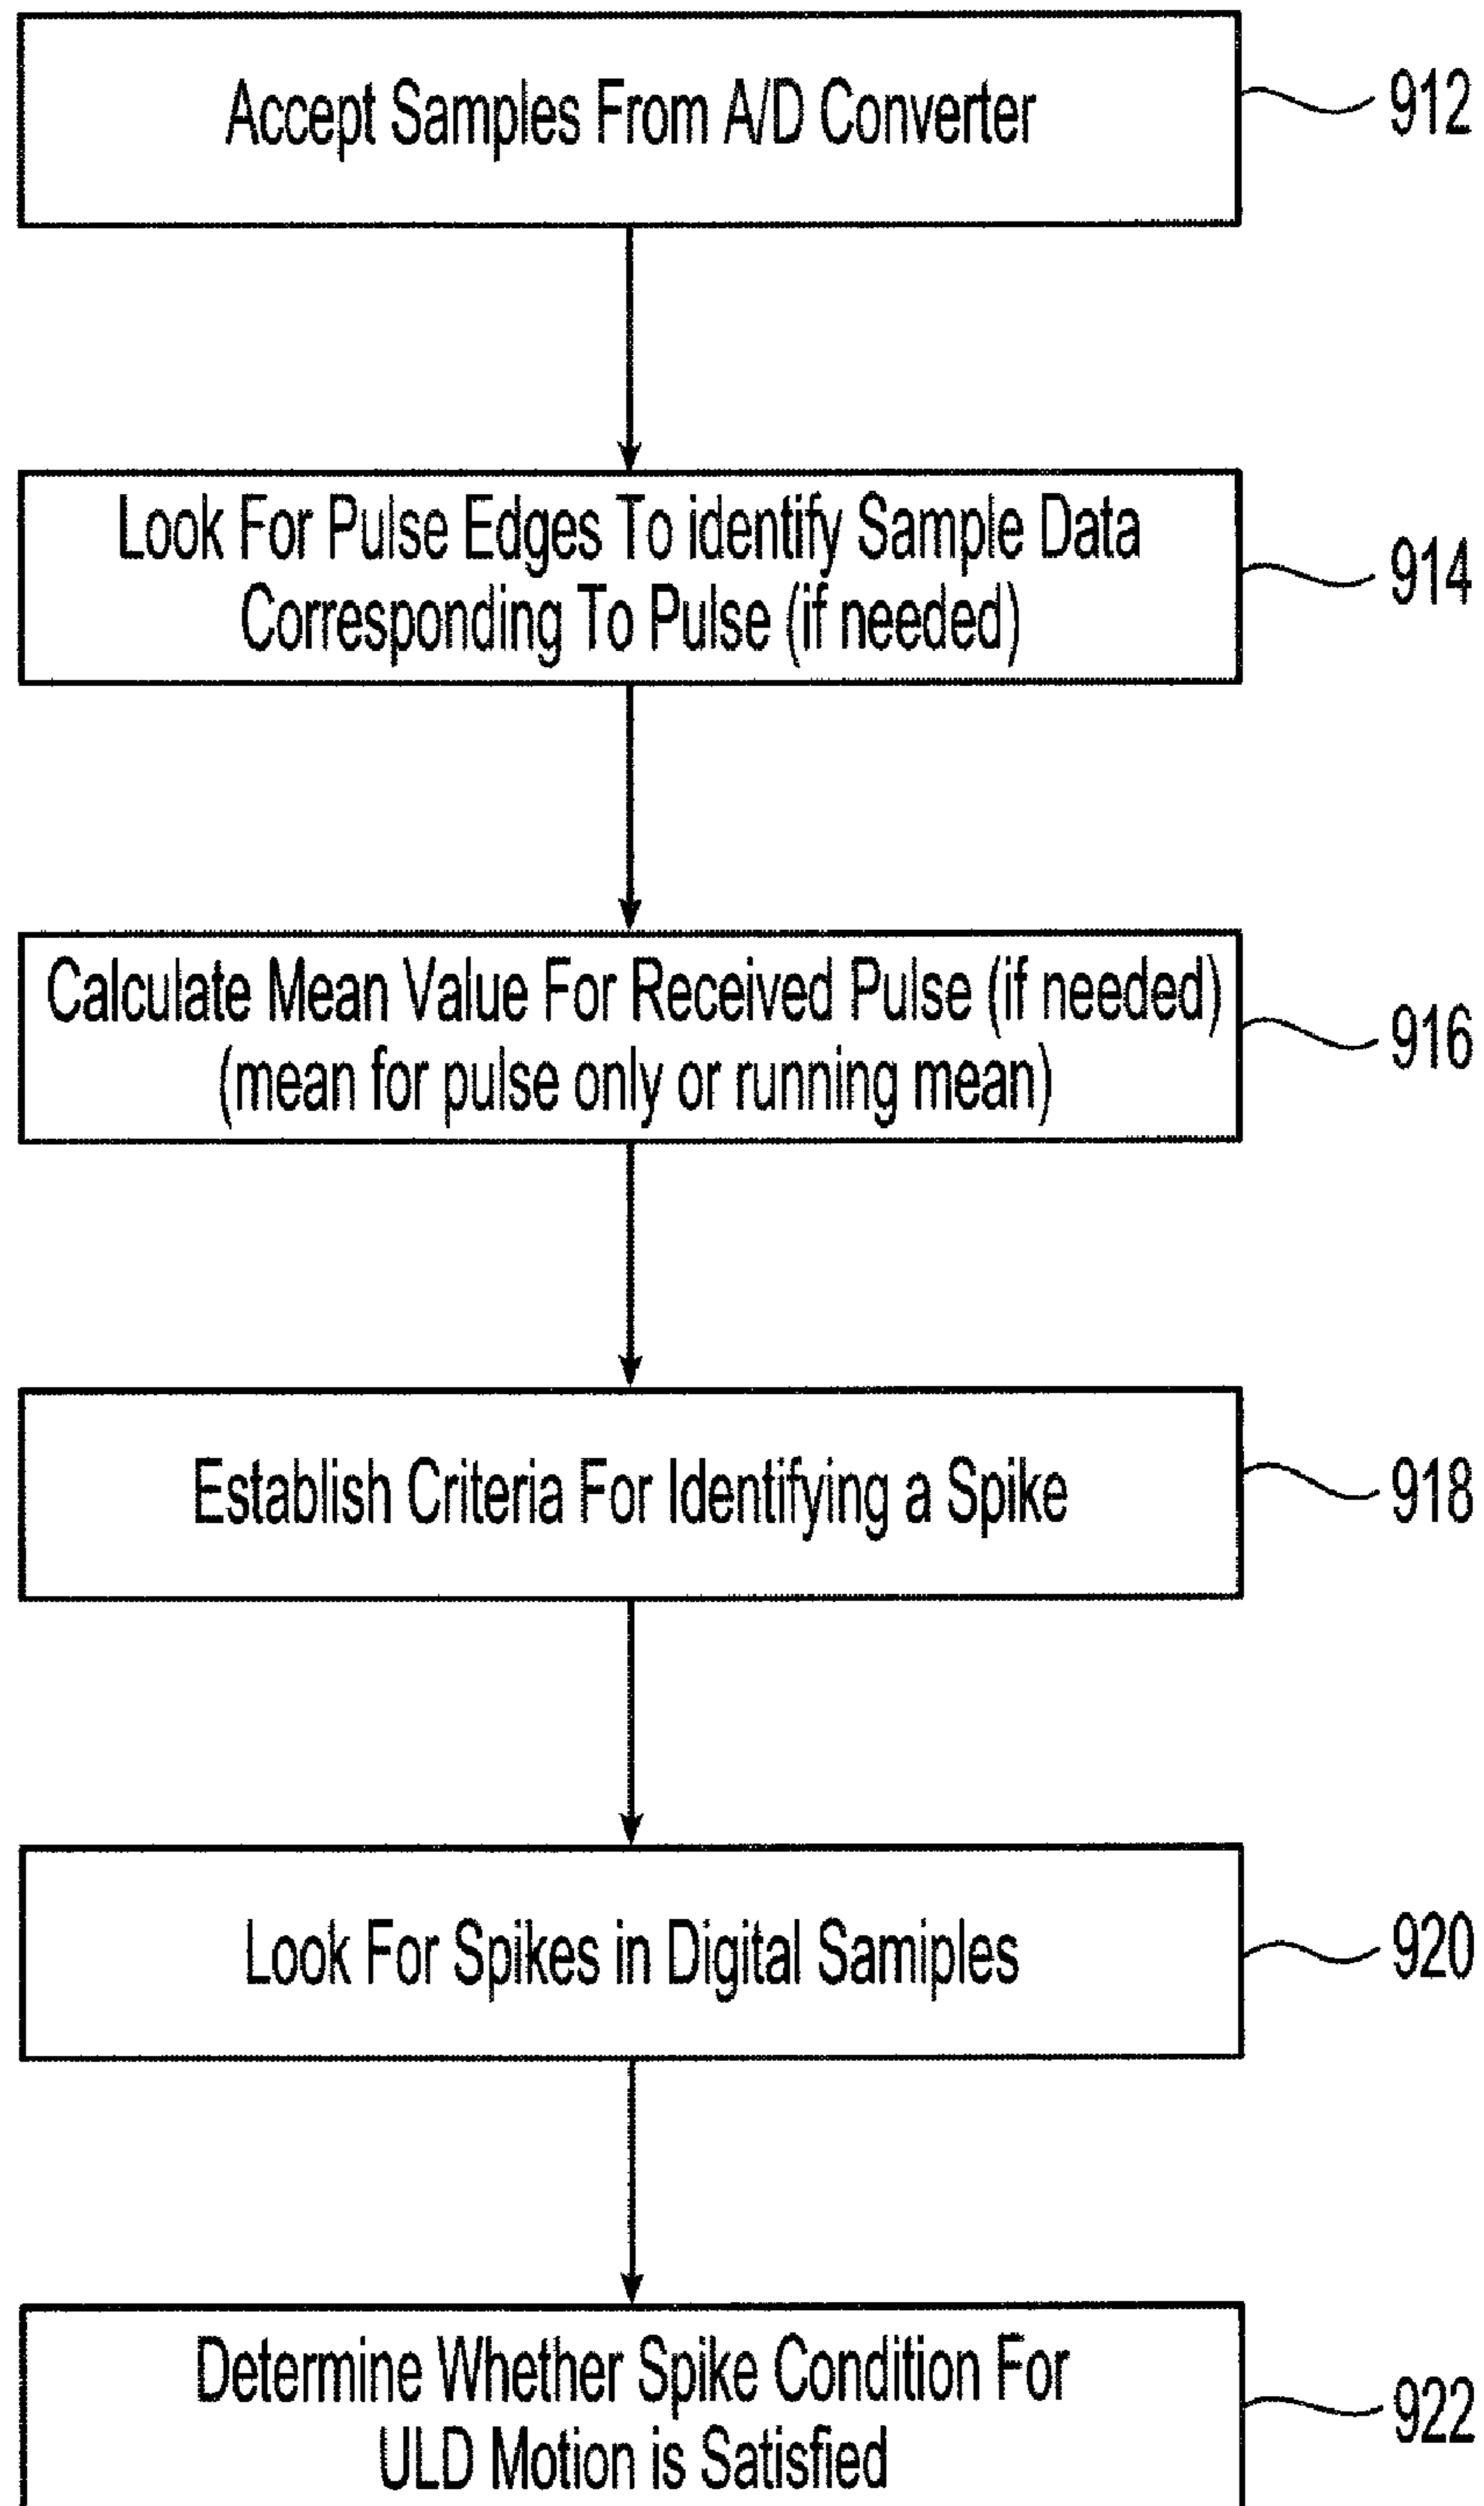 Accept Samples From A/D Converter
912
Look For Pulse Edges To identify Sample Data
Corresponding To Pulse (if needed)
914
Calculate Mean Value For Received Pulse (if needed)
(mean for pulse only or running mean)
916
Establish Criteria For Identifying a Spike
918
Look For Spikes in Digital Samiples
920
Determine Whether Spike Condition For
ULD Motion is Satisfied
922